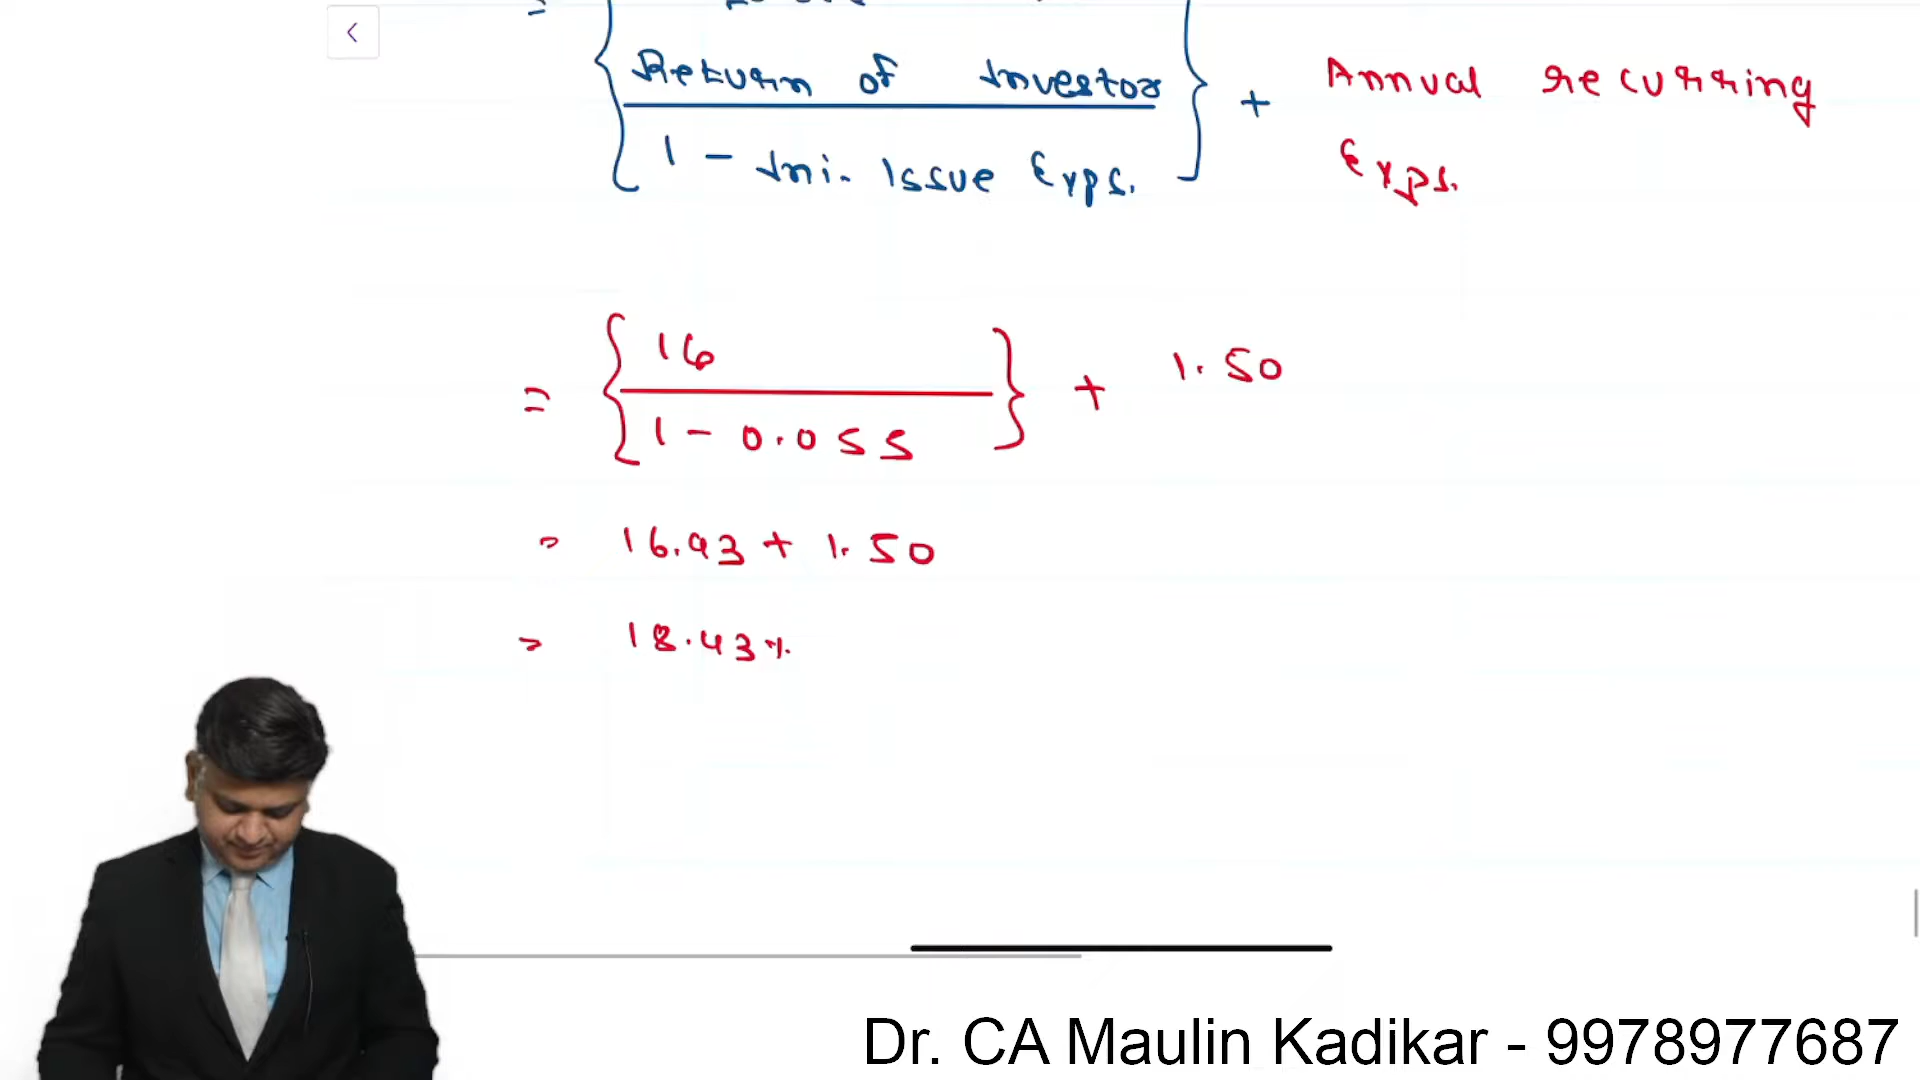 =
Return of Investor
1 - Ini. Issue Exps.
+ Annual recurring
Exps.
= { 16 / 1 - 0.055 } + 1.50
= 16.93 + 1.50
= 18.43%
Dr. CA Maulin Kadikar - 9978977687